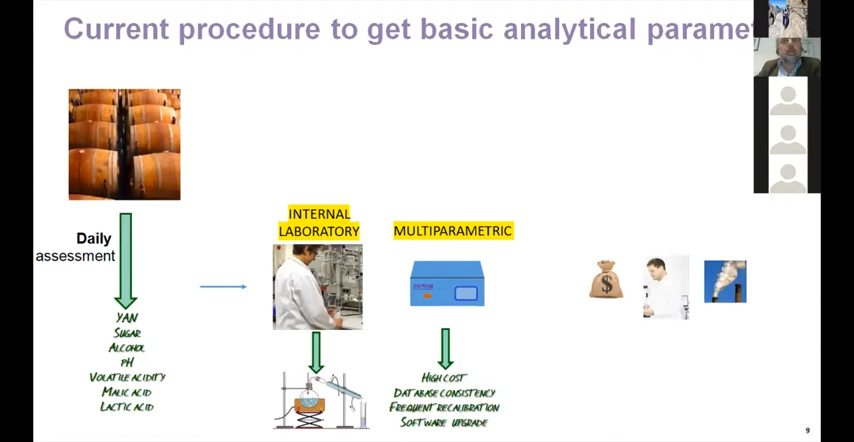 Current procedure to get basic analytical paramet
Daily
assessment
YAN
SUGAR
ALCOHOL
pH
VOLATILE ACIDITY
MALIC ACID
LACTIC ACID
INTERNAL
LABORATORY
MULTIPARAMETRIC
HIGH COST
DATABASE CONSISTENCY
FREQUENT RECALIBRATION
SOFTWARE UPGRADE
$
9